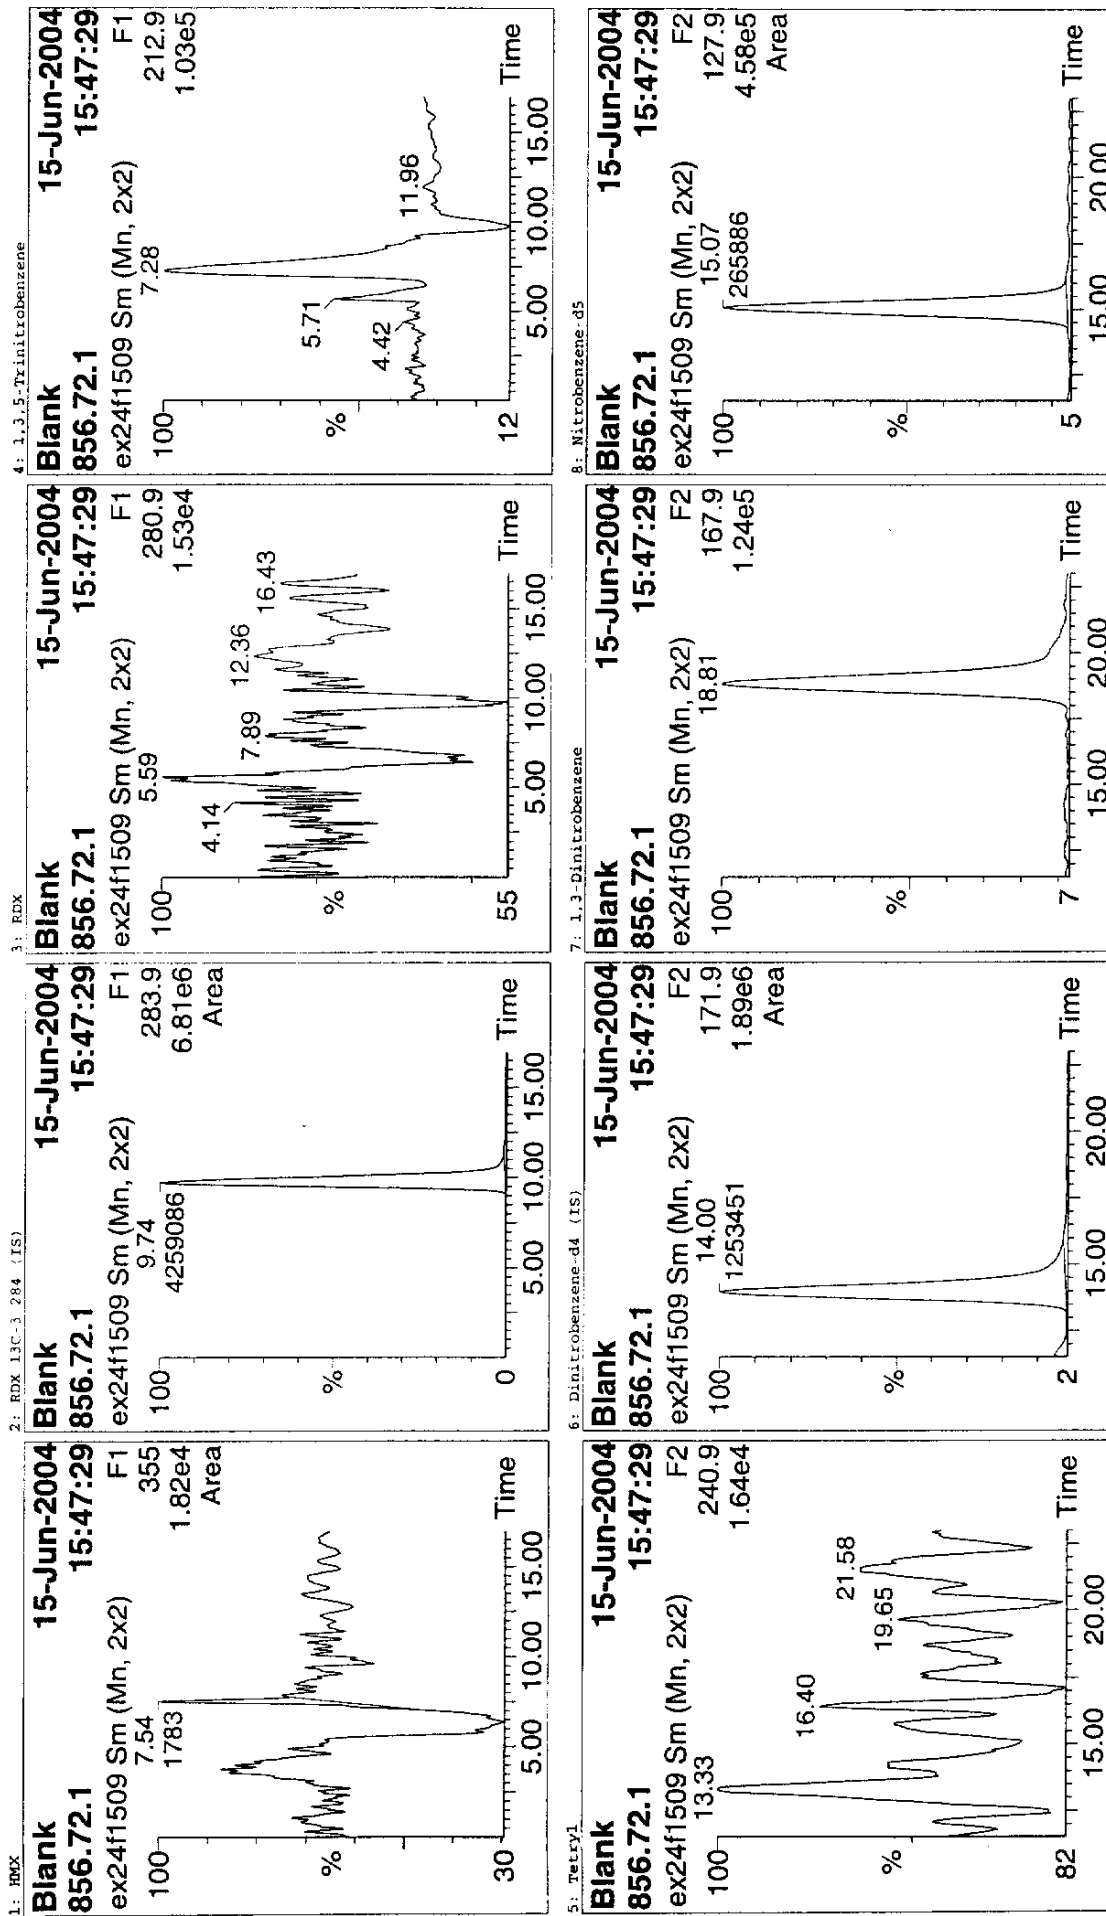 1: HMX
Blank 15-Jun-2004
856.72.1 15:47:29
ex24f1509 Sm (Mn, 2x2) F1
7.54 355
1783 1.82e4
Area
100
%
30
5.00 10.00 15.00 Time
2: RDX 13C-3 284 (IS)
Blank 15-Jun-2004
856.72.1 15:47:29
ex24f1509 Sm (Mn, 2x2) F1
9.74 283.9
4259086 6.81e6
Area
100
%
0
5.00 10.00 15.00 Time
3: RDX
Blank 15-Jun-2004
856.72.1 15:47:29
ex24f1509 Sm (Mn, 2x2) F1
5.59 280.9
1.53e4
100
4.14 7.89 12.36 16.43
%
55
5.00 10.00 15.00 Time
4: 1,3,5-Trinitrobenzene
Blank 15-Jun-2004
856.72.1 15:47:29
ex24f1509 Sm (Mn, 2x2) F1
7.28 212.9
1.03e5
100
5.71
4.42 11.96
%
12
5.00 10.00 15.00 Time
5: Tetryl
Blank 15-Jun-2004
856.72.1 15:47:29
ex24f1509 Sm (Mn, 2x2) F2
13.33 240.9
1.64e4
100
16.40 19.65 21.58
%
82
15.00 20.00 Time
6: Dinitrobenzene-d4 (IS)
Blank 15-Jun-2004
856.72.1 15:47:29
ex24f1509 Sm (Mn, 2x2) F2
14.00 171.9
1253451 1.89e6
Area
100
%
2
15.00 20.00 Time
7: 1,3-Dinitrobenzene
Blank 15-Jun-2004
856.72.1 15:47:29
ex24f1509 Sm (Mn, 2x2) F2
18.81 167.9
1.24e5
100
%
7
15.00 20.00 Time
8: Nitrobenzene-d5
Blank 15-Jun-2004
856.72.1 15:47:29
ex24f1509 Sm (Mn, 2x2) F2
15.07 127.9
265886 4.58e5
Area
100
%
5
15.00 20.00 Time